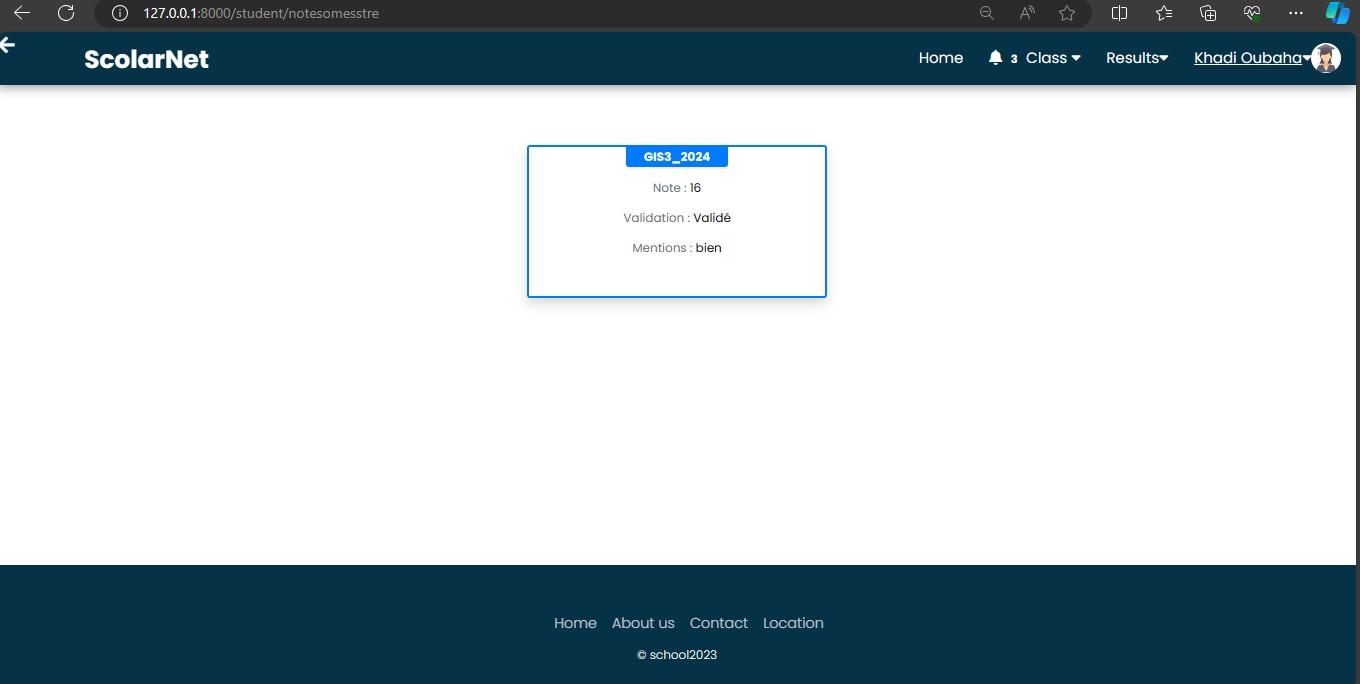 127.0.0.1:8000/student/notesomesstre
ScolarNet
Home 3 Class Results Khadi Oubaha
GIS3_2024
Note : 16
Validation : Validé
Mentions : bien
Home About us Contact Location
© school2023